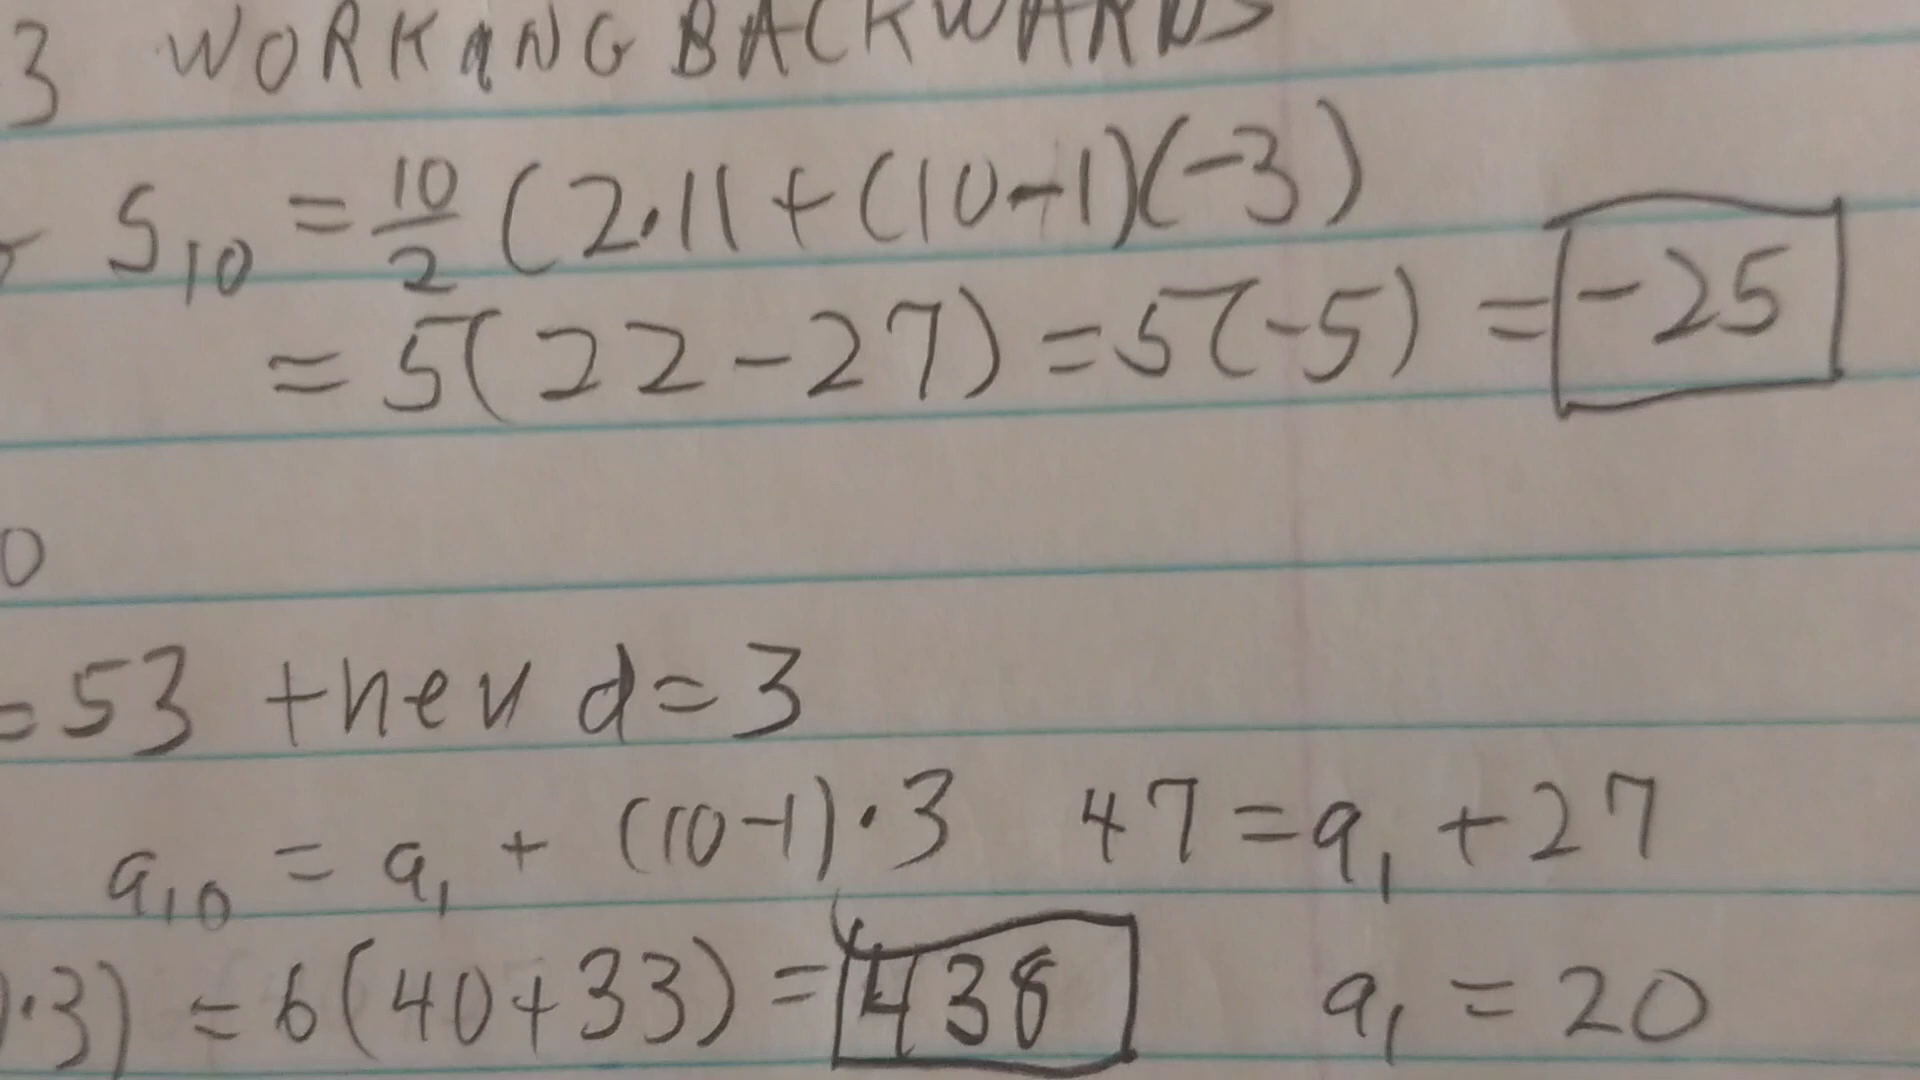 3 WORKING BACKWARDS
S₁₀ = 10/2 (2·11 + (10-1)(-3)
= 5(22-27) = 5(-5) = -25
0
=53 then d=3
a₁₀ = a₁ + (10-1)·3 47 = a₁ + 27
)·3) = 6(40+33) = 438 a₁ = 20